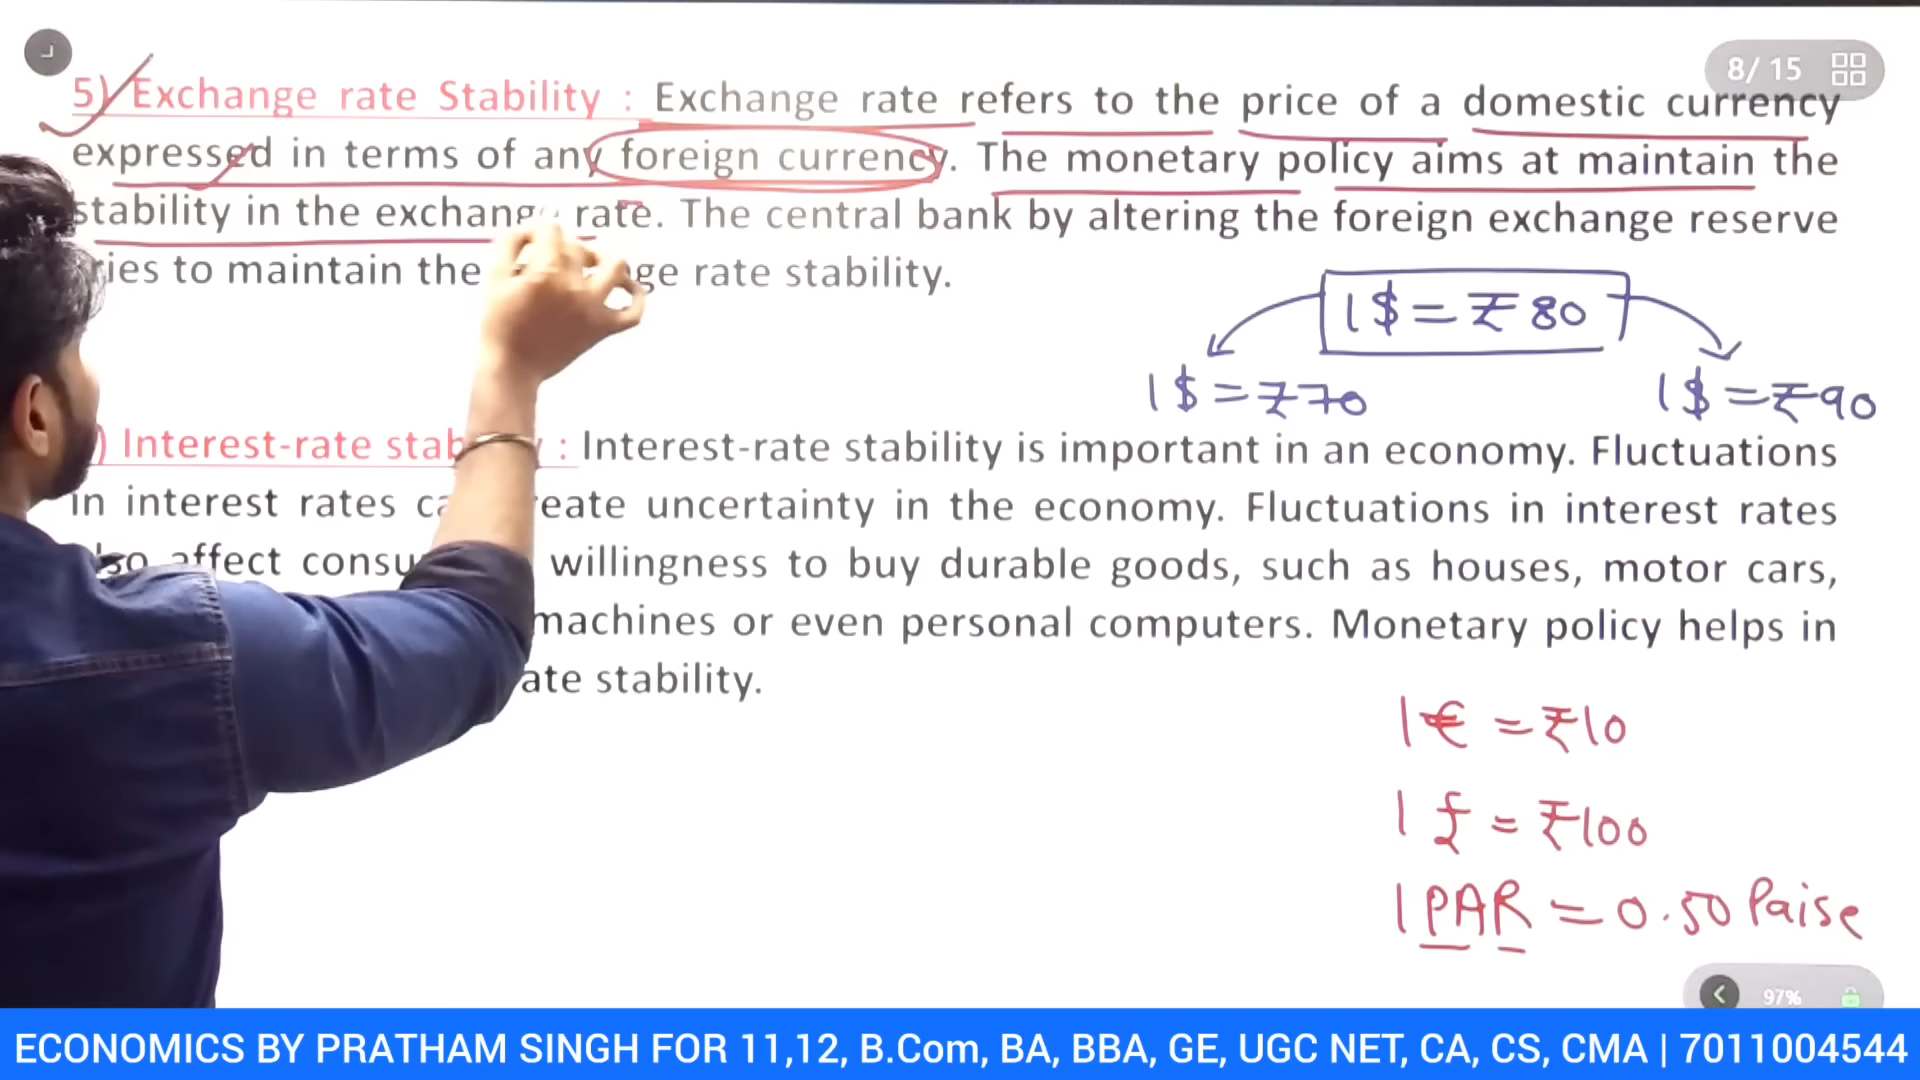 8/ 15
5) Exchange rate Stability : Exchange rate refers to the price of a domestic currency
expressed in terms of any foreign currency. The monetary policy aims at maintain the
stability in the exchange rate. The central bank by altering the foreign exchange reserve
ries to maintain the ge rate stability.
1$ = ₹80
1$ = ₹70
1$ = ₹90
) Interest-rate stab : Interest-rate stability is important in an economy. Fluctuations
in interest rates ca eate uncertainty in the economy. Fluctuations in interest rates
lso affect consu willingness to buy durable goods, such as houses, motor cars,
machines or even personal computers. Monetary policy helps in
ate stability.
1€ = ₹10
1£ = ₹100
1PAR = 0.50 Paise
97%
ECONOMICS BY PRATHAM SINGH FOR 11,12, B.Com, BA, BBA, GE, UGC NET, CA, CS, CMA | 7011004544